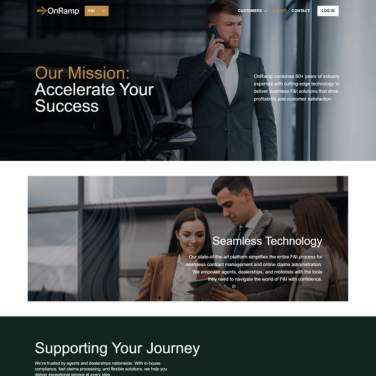 OnRamp
F&I
CUSTOMERS
ABOUT
CONTACT
LOG IN
Our Mission:
Accelerate Your
Success
OnRamp combines 60+ years of industry
expertise with cutting-edge technology to
deliver seamless F&I solutions that drive
profitability and customer satisfaction.
Seamless Technology
Our state-of-the-art platform simplifies the entire F&I process for
seamless contract management and online claims administration.
We empower agents, dealerships, and motorists with the tools
they need to navigate the world of F&I with confidence.
Supporting Your Journey
We're trusted by agents and dealerships nationwide. With in-house
compliance, fast claims processing, and flexible solutions, we help you
deliver exceptional service at every step.